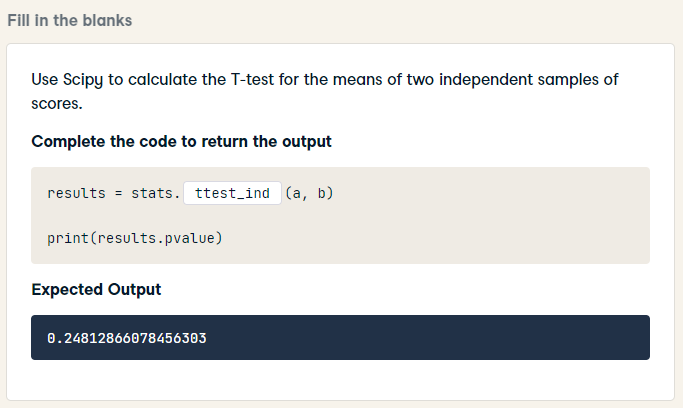 Fill in the blanks
Use Scipy to calculate the T-test for the means of two independent samples of
scores.
Complete the code to return the output
results = stats. ttest_ind (a, b)
print(results.pvalue)
Expected Output
0.24812866078456303